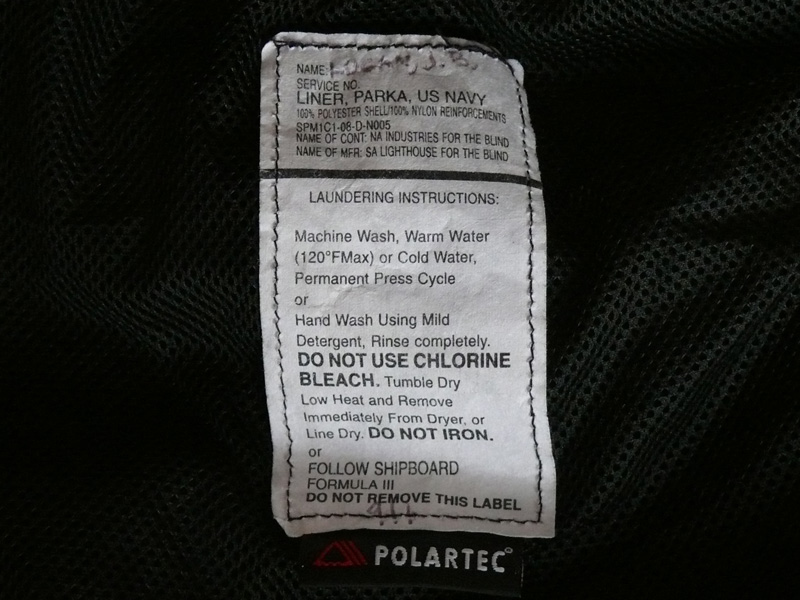 NAME: LOGAN, J.B.
SERVICE NO.
LINER, PARKA, US NAVY
100% POLYESTER SHELL/100% NYLON REINFORCEMENTS
SPM1C1-08-D-N005
NAME OF CONT: NA INDUSTRIES FOR THE BLIND
NAME OF MFR: SA LIGHTHOUSE FOR THE BLIND
LAUNDERING INSTRUCTIONS:
Machine Wash, Warm Water
(120°FMax) or Cold Water,
Permanent Press Cycle
or
Hand Wash Using Mild
Detergent, Rinse completely.
DO NOT USE CHLORINE
BLEACH. Tumble Dry
Low Heat and Remove
Immediately From Dryer, or
Line Dry. DO NOT IRON.
or
FOLLOW SHIPBOARD
FORMULA III
DO NOT REMOVE THIS LABEL
POLARTEC®